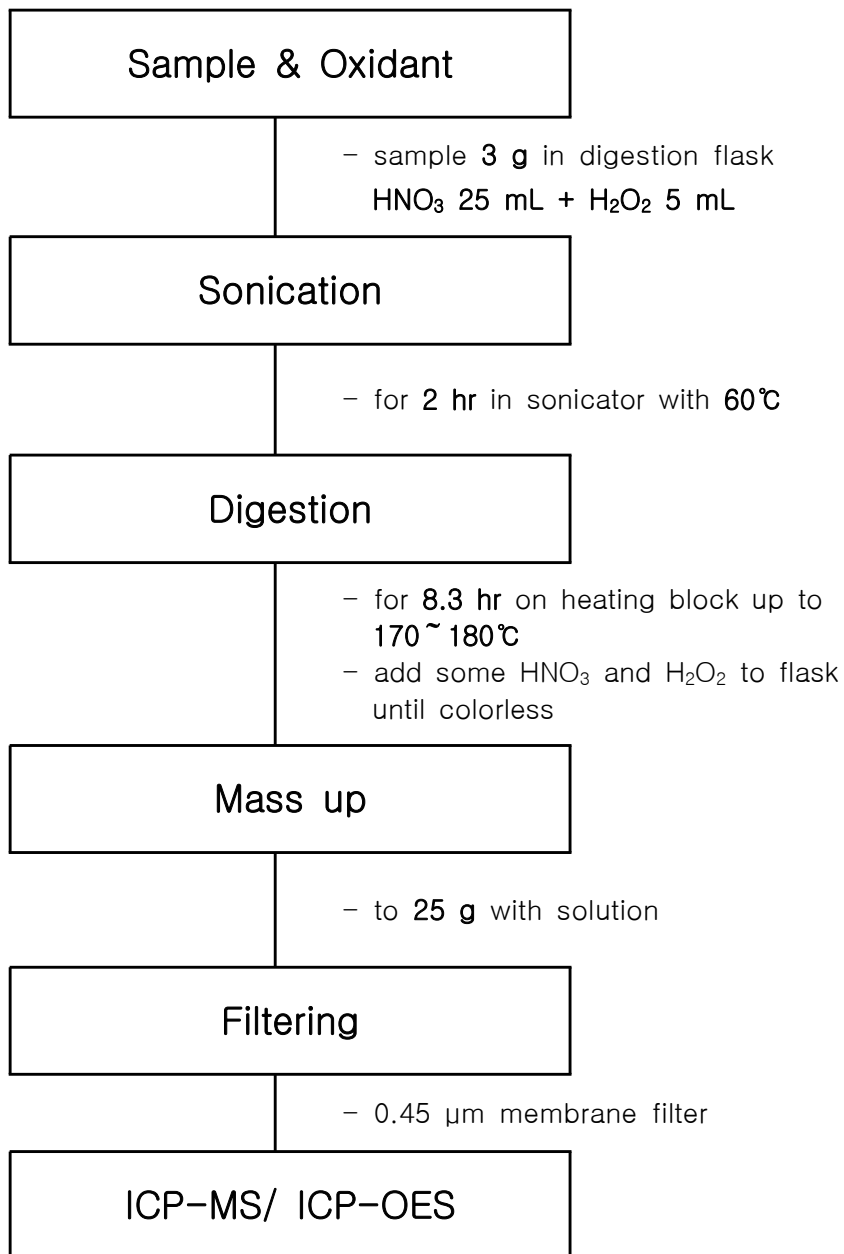 Sample & Oxidant
- sample 3 g in digestion flask
HNO₃ 25 mL + H₂O₂ 5 mL
Sonication
- for 2 hr in sonicator with 60℃
Digestion
- for 8.3 hr on heating block up to
170~180℃
- add some HNO₃ and H₂O₂ to flask
until colorless
Mass up
- to 25 g with solution
Filtering
- 0.45 μm membrane filter
ICP-MS/ ICP-OES